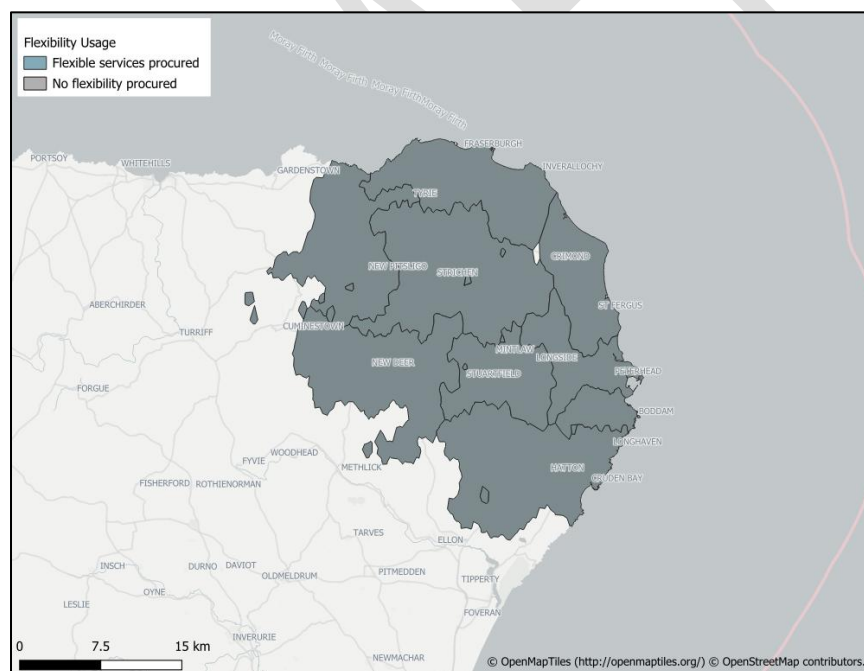 Flexibility Usage
Flexible services procured
No flexibility procured
Moray Firth Moray Firth Moray Firth Moray Firth
PORTSOY
WHITEHILLS
GARDENSTOWN
FRASERBURGH
INVERALLOCHY
TYRIE
NEW PITSLIGO
STRICHEN
CRIMOND
ABERCHIRDER
ST FERGUS
TURRIFF
CUMINESTOWN
MINTLAW
LONGSIDE
NEW DEER
STUARTFIELD
PETERHEAD
FORGUE
BODDAM
LONGHAVEN
FYVIE
WOODHEAD
METHLICK
HATTON
CRUDEN BAY
FISHERFORD
ROTHIENORMAN
TARVES
ELLON
INSCH
DURNO
DAVIOT
OLDMELDRUM
PITMEDDEN
TIPPERTY
OYNE
LESLIE
FOVERAN
INVERURIE
NEWMACHAR
0 7.5 15 km
© OpenMapTiles (http://openmaptiles.org/) © OpenStreetMap contributors.